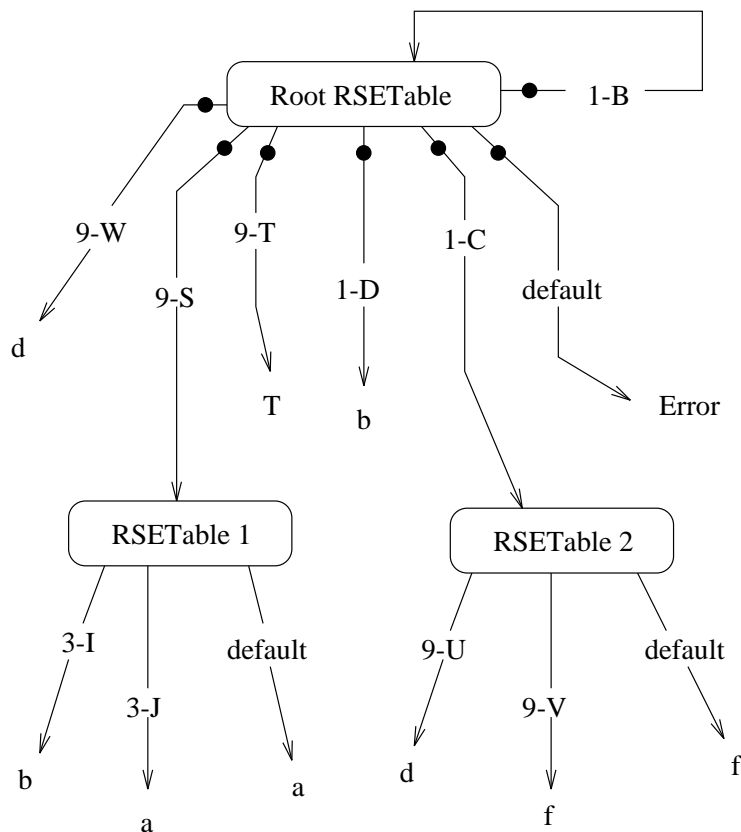 Root RSETable
1-B
9-W
9-T
1-C
9-S
1-D
default
d
T
b
Error
RSETable 1
RSETable 2
3-I
default
9-U
default
3-J
9-V
b
a
d
f
a
f